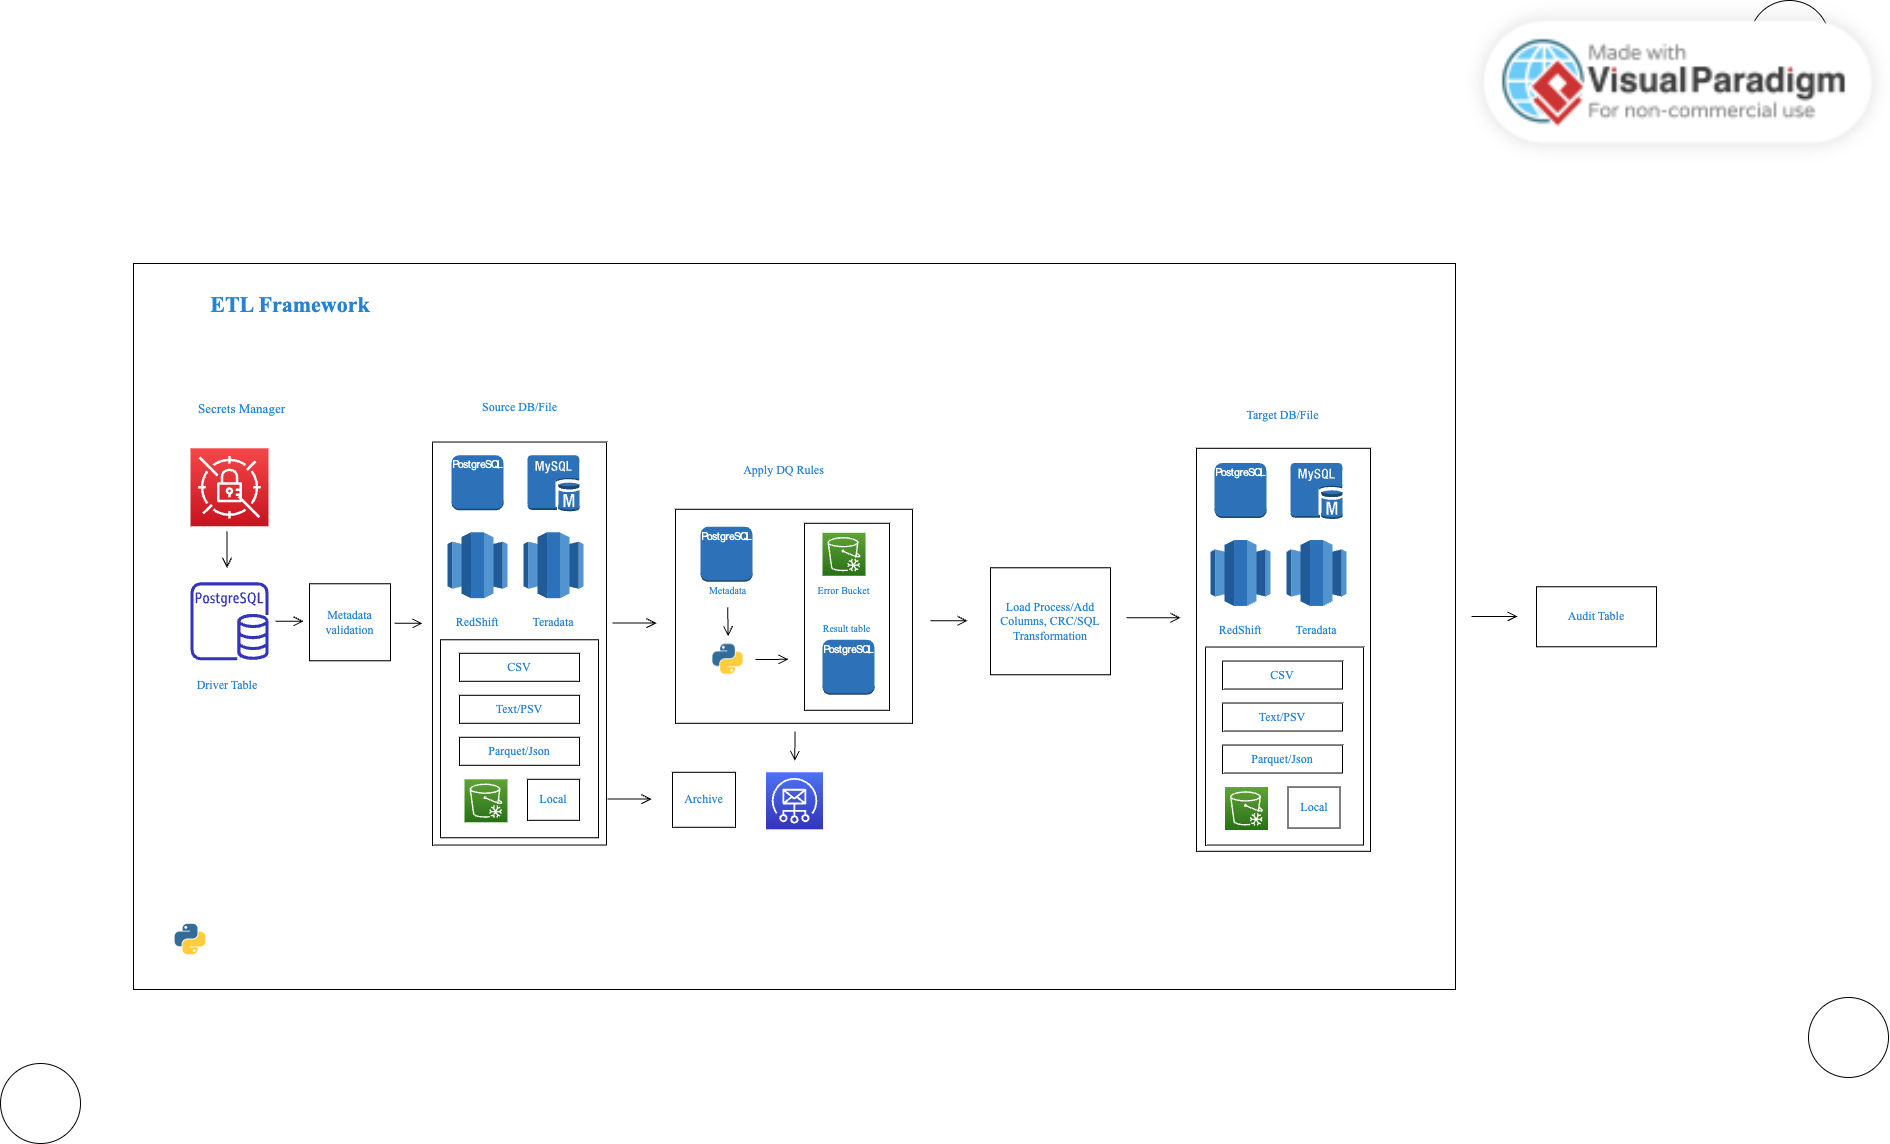 Made with
Visual Paradigm
For non-commercial use
ETL Framework
Secrets Manager
PostgreSQL
Driver Table
Metadata
validation
Source DB/File
PostgreSQL
MySQL
M
RedShift
Teradata
CSV
Text/PSV
Parquet/Json
Local
Archive
Apply DQ Rules
PostgreSQL
Metadata
Error Bucket
Result table
PostgreSQL
Load Process/Add
Columns, CRC/SQL
Transformation
Target DB/File
PostgreSQL
MySQL
M
RedShift
Teradata
CSV
Text/PSV
Parquet/Json
Local
Audit Table